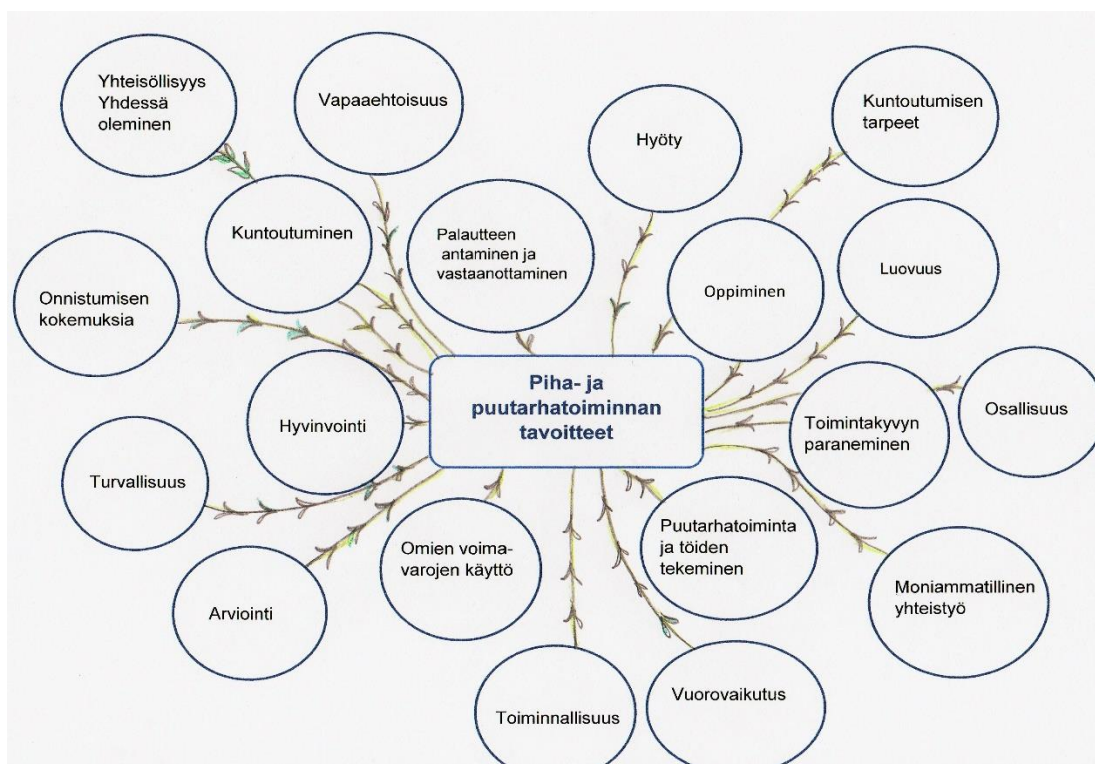 Yhteisöllisyys
Yhdessä
oleminen
Vapaaehtoisuus
Hyöty
Kuntoutumisen
tarpeet
Kuntoutuminen
Palautteen
antaminen ja
vastaanottaminen
Oppiminen
Luovuus
Onnistumisen
kokemuksia
Piha- ja
puutarhatoiminnan
tavoitteet
Hyvinvointi
Toimintakyvyn
paraneminen
Osallisuus
Turvallisuus
Omien voima-
varojen käyttö
Puutarhatoiminta
ja töiden
tekeminen
Arviointi
Moniammatillinen
yhteistyö
Toiminnallisuus
Vuorovaikutus